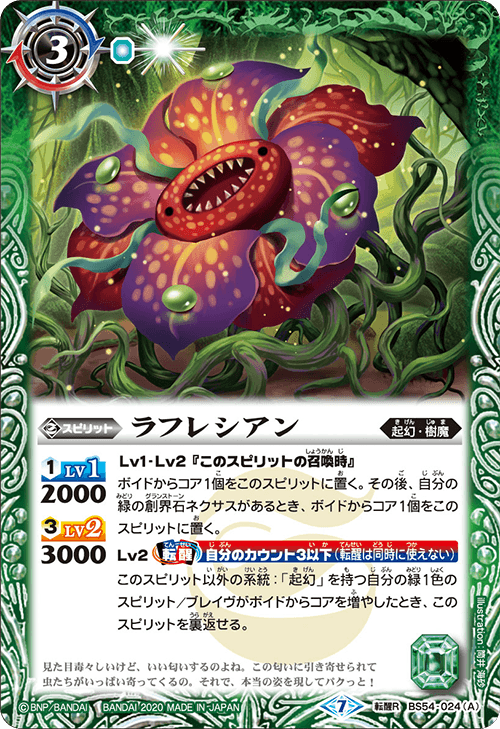 3
ラフレシアン
スピリット
起幻・樹魔
1 LV1
2000
3 LV2
3000
Lv1・Lv2『このスピリットの召喚時』
ボイドからコア1個をこのスピリットに置く。その後、自分の
緑の創界石ネクサスがあるとき、ボイドからコア1個をこの
スピリットに置く。
Lv2 転醒 自分のカウント3以下(転醒は同時に使えない)
このスピリット以外の系統:「起幻」を持つ自分の緑1色の
スピリット/ブレイヴがボイドからコアを増やしたとき、この
スピリットを裏返せる。
見た目毒々しいけど、いい匂いするのよね。この匂いに引き寄せられて
虫たちがいっぱい寄ってくるの。それで、本当の姿を現してパクっと!
illustration:筒井 海砂
©BNP/BANDAI BANDAI 2020 MADE IN JAPAN
7
転醒R BS54-024(A)